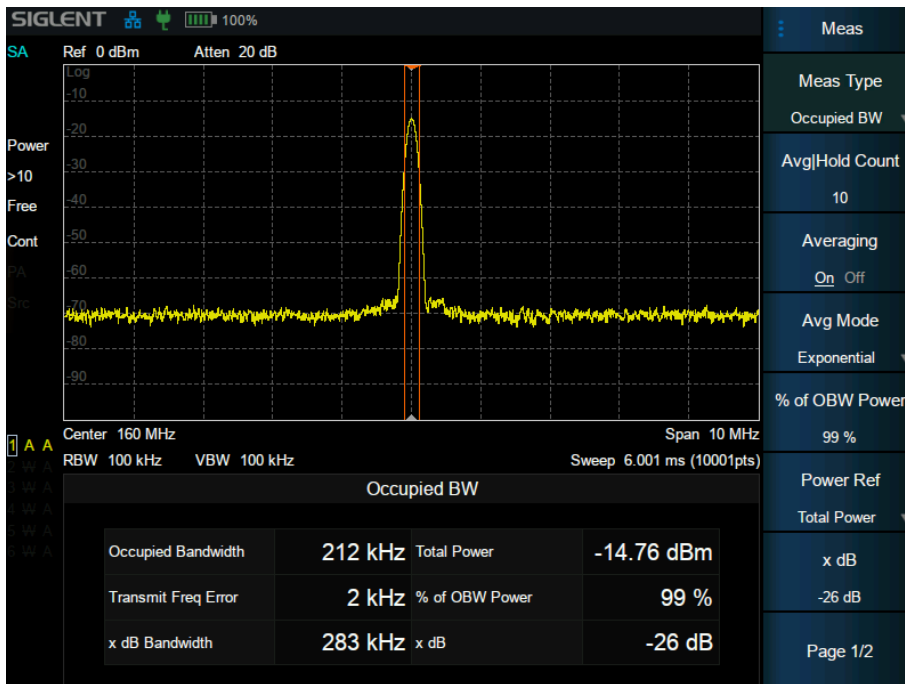 SIGLENT 100%
SA Ref 0 dBm Atten 20 dB
Log
-10
-20
-30
-40
-50
-60
-70
-80
-90
Power
>10
Free
Cont
PA
Src
Center 160 MHz Span 10 MHz
RBW 100 kHz VBW 100 kHz Sweep 6.001 ms (10001pts)
1 A A
2 W A
3 W A
4 W A
5 W A
6 W A
Occupied BW
Occupied Bandwidth 212 kHz Total Power -14.76 dBm
Transmit Freq Error 2 kHz % of OBW Power 99 %
x dB Bandwidth 283 kHz x dB -26 dB
Meas
Meas Type
Occupied BW
Avg|Hold Count
10
Averaging
On Off
Avg Mode
Exponential
% of OBW Power
99 %
Power Ref
Total Power
x dB
-26 dB
Page 1/2